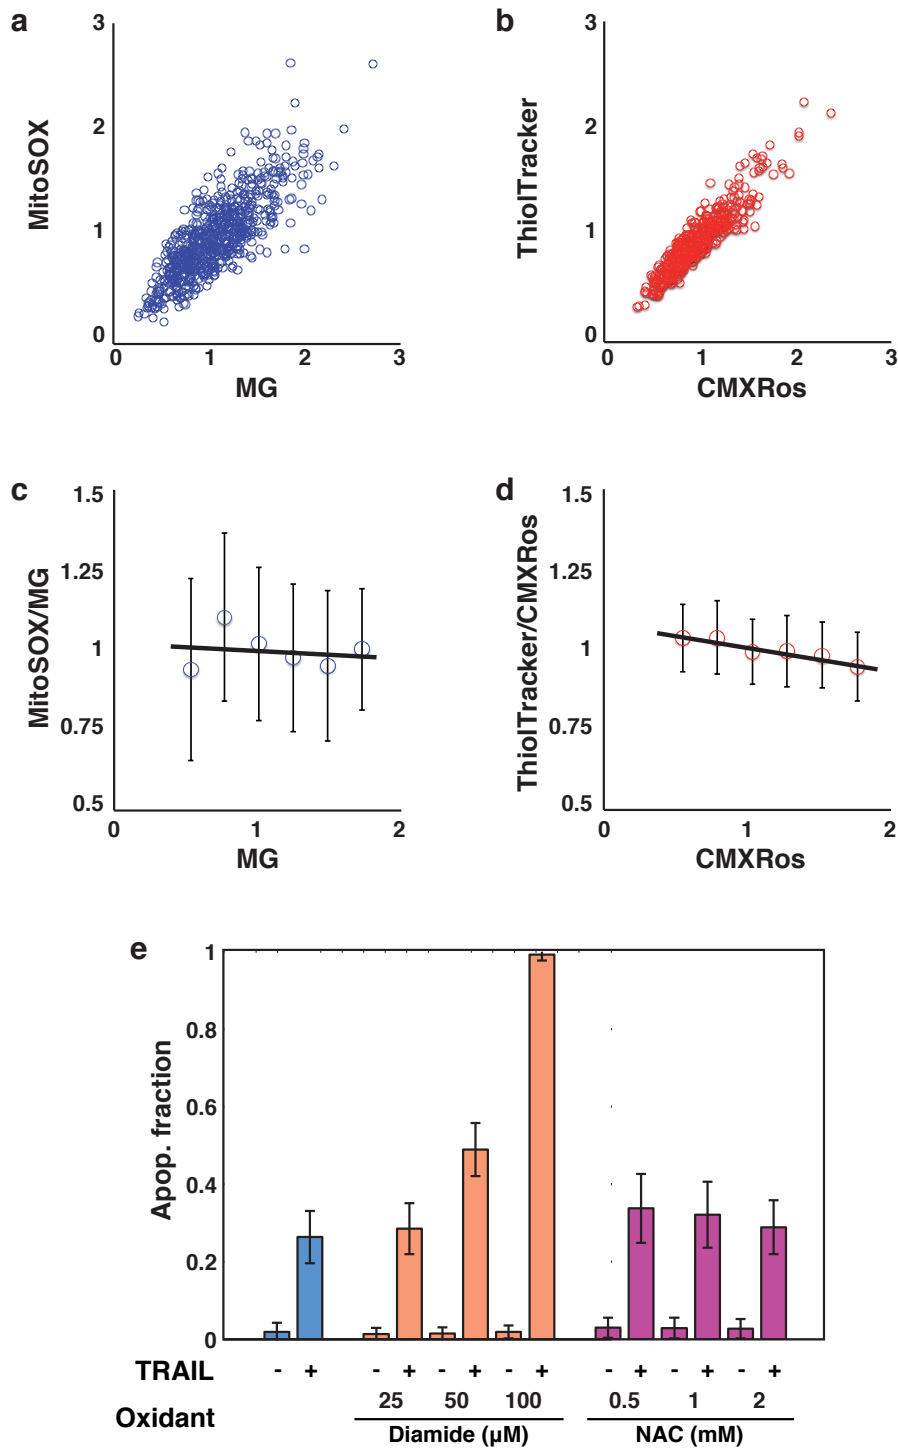 a
3
2
1
0
MitoSOX
0 1 2 3
MG
b
3
2
1
0
ThiolTracker
0 1 2 3
CMXRos
c
1.5
1.25
1
0.75
0.5
MitoSOX/MG
0 1 2
MG
d
1.5
1.25
1
0.75
0.5
ThiolTracker/CMXRos
0 1 2
CMXRos
e
1
0.8
0.6
0.4
0.2
0
Apop. fraction
TRAIL - + - + - + - + - + - + - +
Oxidant 25 50 100 0.5 1 2
Diamide (μM) NAC (mM)